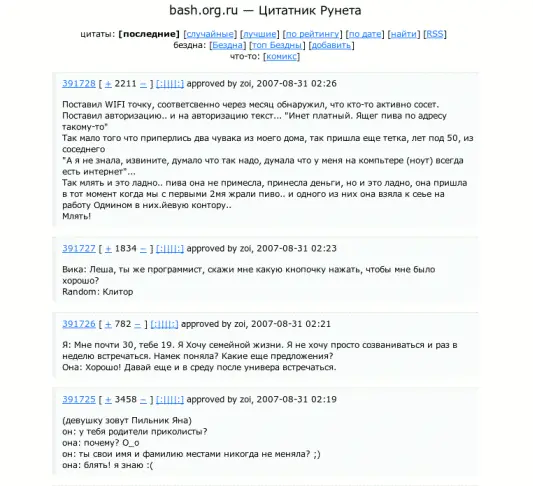 bash.org.ru — Цитатник Рунета
цитаты: [последние] [случайные] [лучшие] [по рейтингу] [по дате] [найти] [RSS]
бездна: [Бездна] [топ Бездны] [добавить]
что-то: [комикс]
391728 [ + 2211 — ] [:||||:] approved by zoi, 2007-08-31 02:26
Поставил WIFI точку, соответсвенно через месяц обнаружил, что кто-то активно сосет.
Поставил авторизацию.. и на авторизацию текст... "Инет платный. Ящег пива по адресу
такому-то"
Так мало того что приперлись два чувака из моего дома, так пришла еще тетка, лет под 50, из
соседнего
"А я не знала, извините, думало что так надо, думала что у меня на компьтере (ноут) всегда
есть интернет"...
Так млять и это ладно.. пива она не примесла, принесла деньги, но и это ладно, она пришла
в тот момент когда мы с первыми 2мя жрали пиво.. и одного из них она взяла к сеье на
работу Одмином в них.йевую контору..
Млять!
391727 [ + 1834 — ] [:||||:] approved by zoi, 2007-08-31 02:23
Вика: Леша, ты же программист, скажи мне какую кнопочку нажать, чтобы мне было
хорошо?
Random: Клитор
391726 [ + 782 — ] [:||||:] approved by zoi, 2007-08-31 02:21
Я: Мне почти 30, тебе 19. Я Хочу семейной жизни. Я не хочу просто созваниваться и раз в
неделю встречаться. Намек поняла? Какие еще предложения?
Она: Хорошо! Давай еще и в среду после универа встречаться.
391725 [ + 3458 — ] [:||||:] approved by zoi, 2007-08-31 02:19
(девушку зовут Пильник Яна)
он: у тебя родители приколисты?
она: почему? О_о
он: ты свои имя и фамилию местами никогда не меняла? ;)
она: блять! я знаю :(